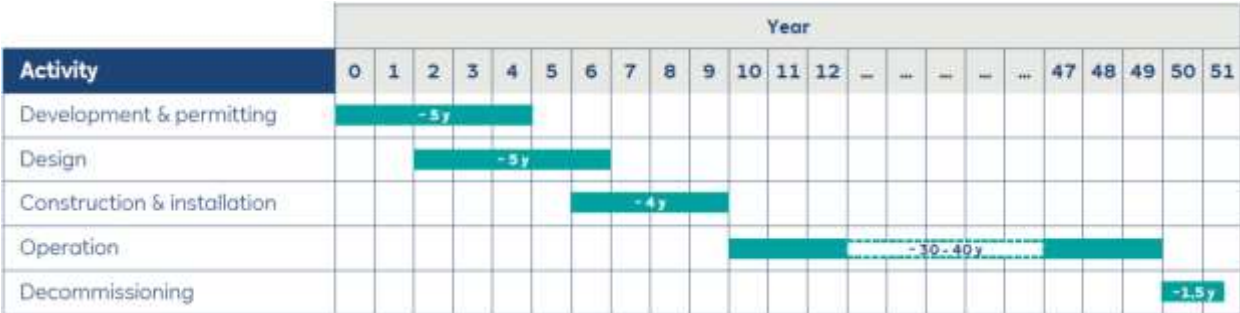 Year
Activity 0 1 2 3 4 5 6 7 8 9 10 11 12 ... ... ... ... ... 47 48 49 50 51
Development & permitting ~5y
Design ~5y
Construction & installation ~4y
Operation ~30-40y
Decommissioning ~1,5y